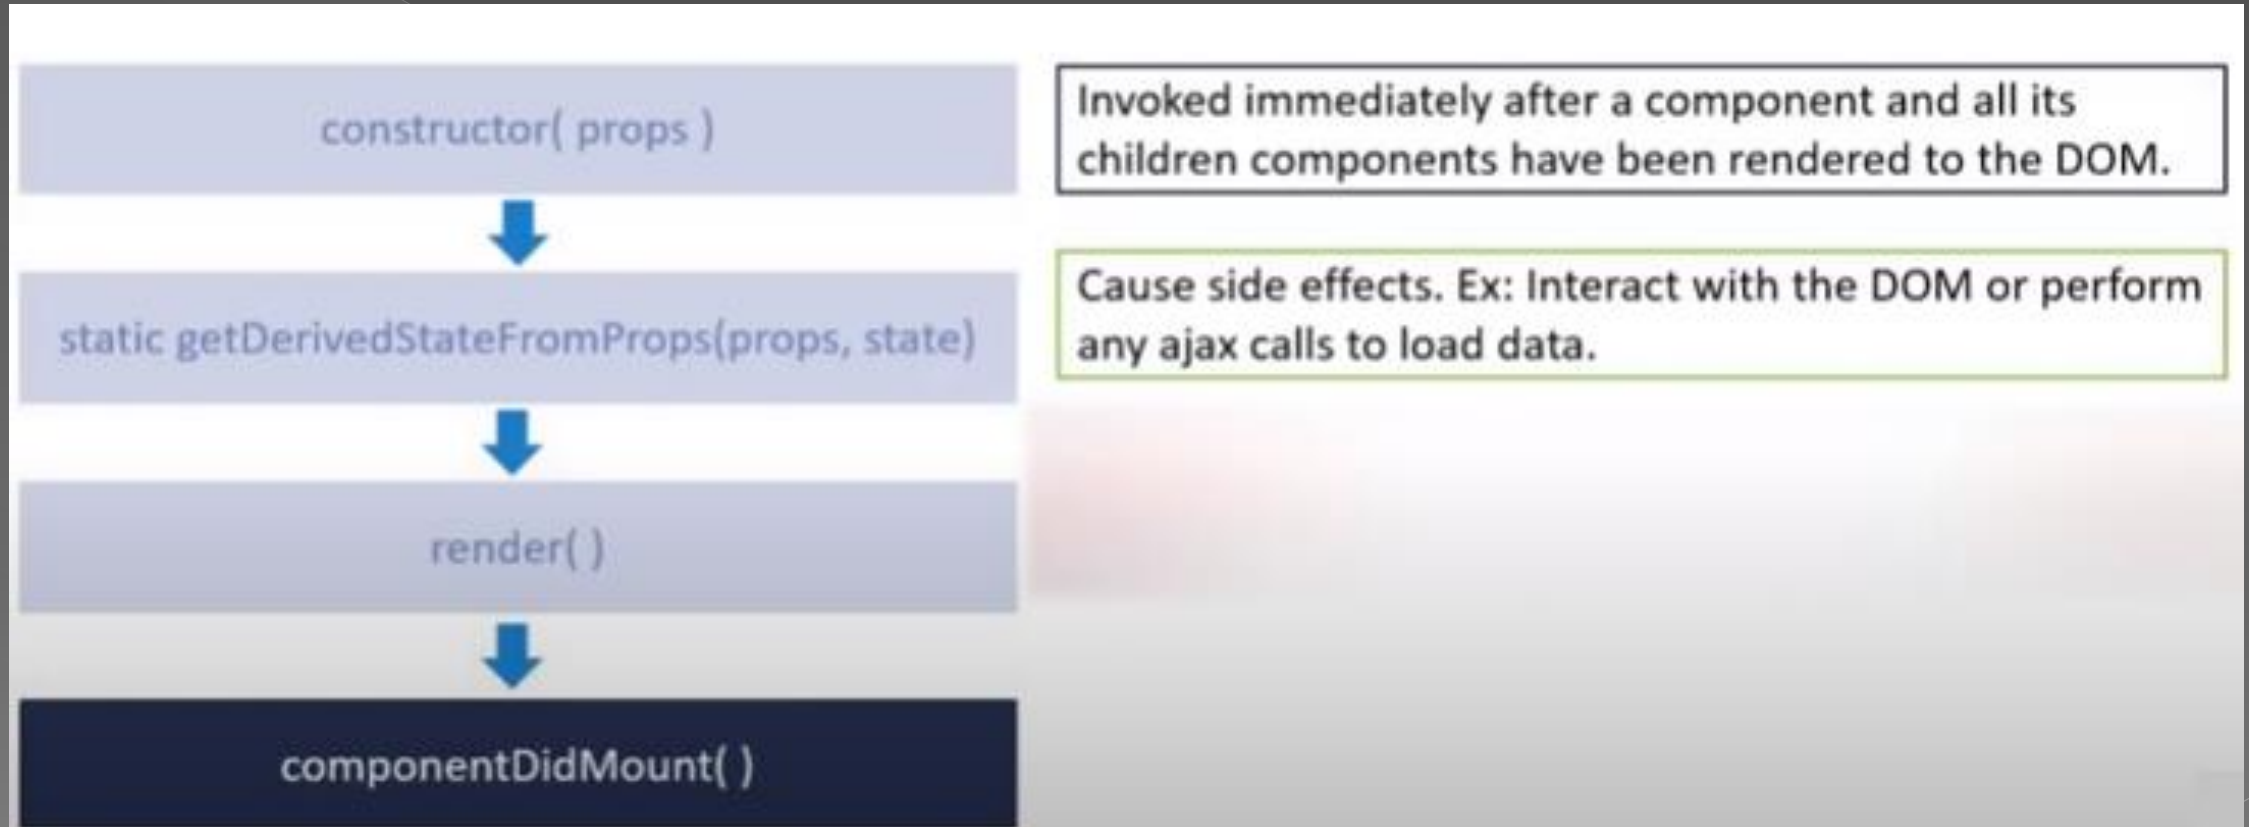 constructor( props )
static getDerivedStateFromProps(props, state)
render( )
componentDidMount( )
Invoked immediately after a component and all its
children components have been rendered to the DOM.
Cause side effects. Ex: Interact with the DOM or perform
any ajax calls to load data.